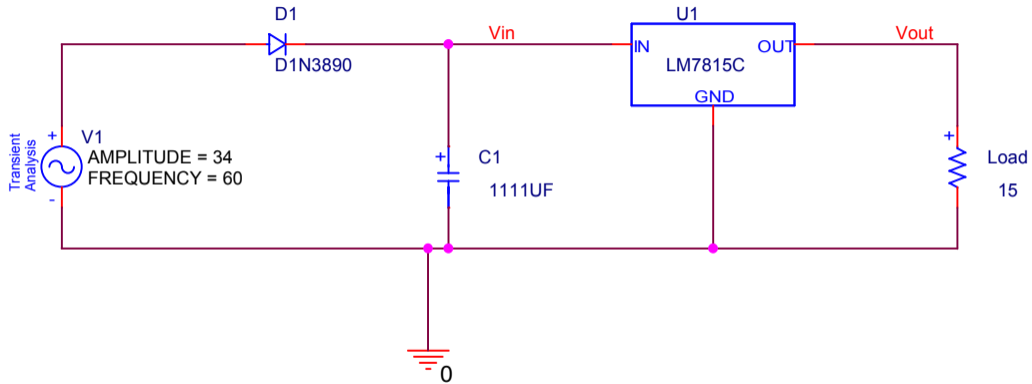 D1
D1N3890
Vin
U1
IN
OUT
LM7815C
GND
Vout
Transient
Analysis
+
V1
AMPLITUDE = 34
FREQUENCY = 60
-
+
C1
1111UF
+
Load
15
0